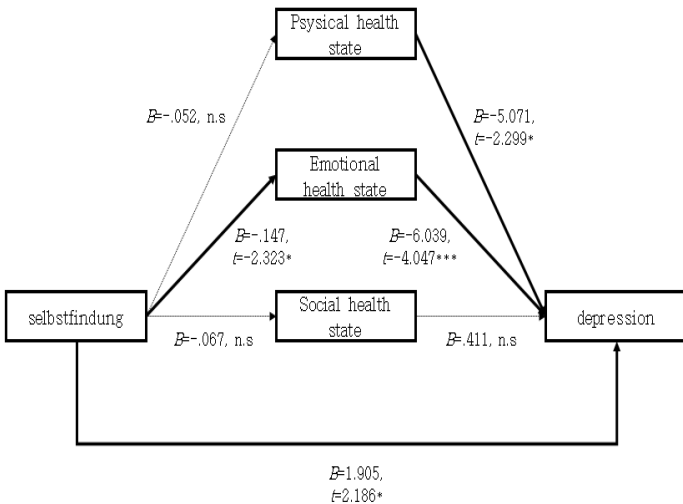 Psysical health
state
B=-.052, n.s
B=-5.071,
t=-2.299*
Emotional
health state
B=-.147,
t=-2.323*
B=-6.039,
t=-4.047***
selbstfindung
Social health
state
depression
B=-.067, n.s
B=.411, n.s
B=1.905,
t=2.186*